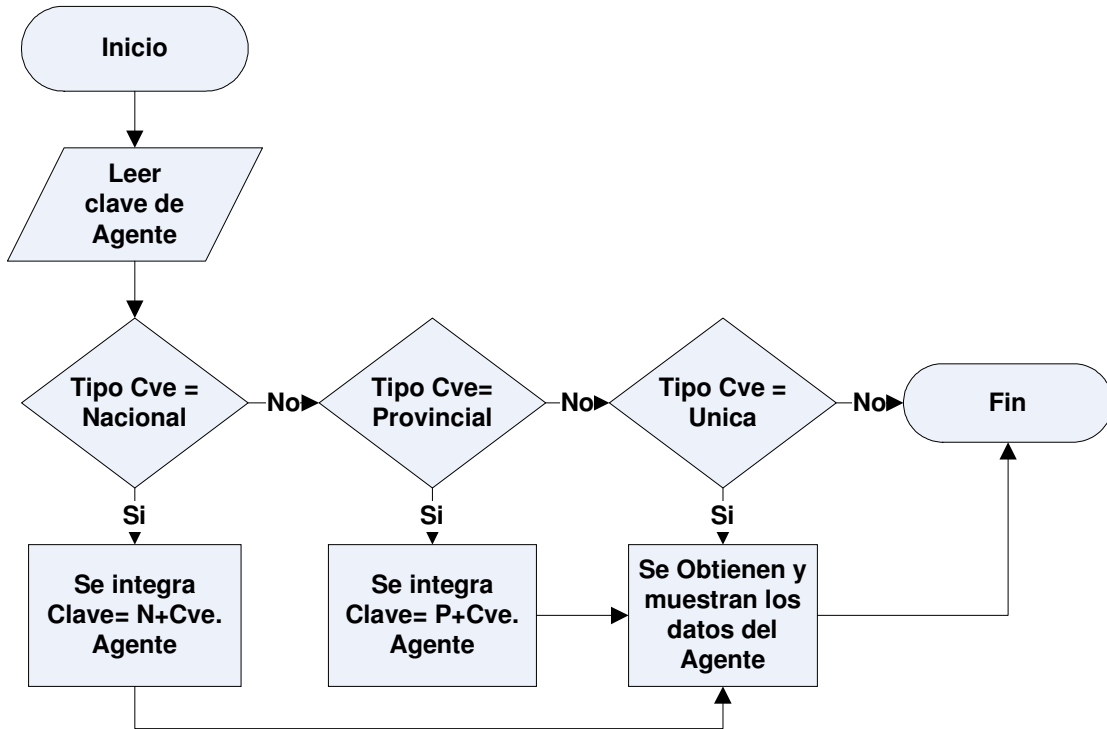 Inicio
Leer
clave de
Agente
Tipo Cve =
Nacional
No
Tipo Cve=
Provincial
No
Tipo Cve =
Unica
No
Fin
Si
Si
Si
Se integra
Clave= N+Cve.
Agente
Se integra
Clave= P+Cve.
Agente
Se Obtienen y
muestran los
datos del
Agente